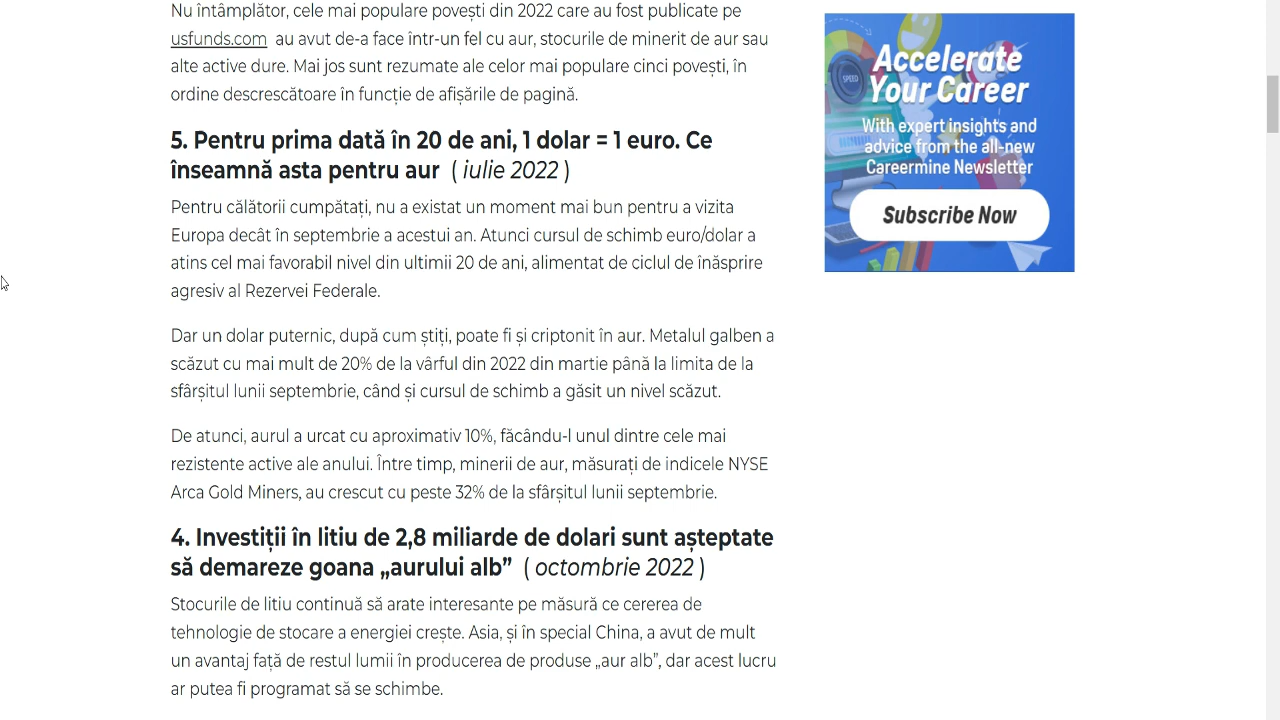 Nu întâmplător, cele mai populare povești din 2022 care au fost publicate pe
usfunds.com au avut de-a face într-un fel cu aur, stocurile de minerit de aur sau
alte active dure. Mai jos sunt rezumate ale celor mai populare cinci povești, în
ordine descrescătoare în funcție de afișările de pagină.
5. Pentru prima dată în 20 de ani, 1 dolar = 1 euro. Ce
înseamnă asta pentru aur ( iulie 2022 )
Pentru călătorii cumpătați, nu a existat un moment mai bun pentru a vizita
Europa decât în septembrie a acestui an. Atunci cursul de schimb euro/dolar a
atins cel mai favorabil nivel din ultimii 20 de ani, alimentat de ciclul de înăsprire
agresiv al Rezervei Federale.
Dar un dolar puternic, după cum știți, poate fi și criptonit în aur. Metalul galben a
scăzut cu mai mult de 20% de la vârful din 2022 din martie până la limita de la
sfârșitul lunii septembrie, când și cursul de schimb a găsit un nivel scăzut.
De atunci, aurul a urcat cu aproximativ 10%, făcându-l unul dintre cele mai
rezistente active ale anului. Între timp, minerii de aur, măsurați de indicele NYSE
Arca Gold Miners, au crescut cu peste 32% de la sfârșitul lunii septembrie.
4. Investiții în litiu de 2,8 miliarde de dolari sunt așteptate
să demareze goana „aurului alb” ( octombrie 2022 )
Stocurile de litiu continuă să arate interesante pe măsură ce cererea de
tehnologie de stocare a energiei crește. Asia, și în special China, a avut de mult
un avantaj față de restul lumii în producerea de produse „aur alb”, dar acest lucru
ar putea fi programat să se schimbe.
SPEED
Accelerate
Your Career
With expert insights and
advice from the all-new
Careermine Newsletter
Subscribe Now